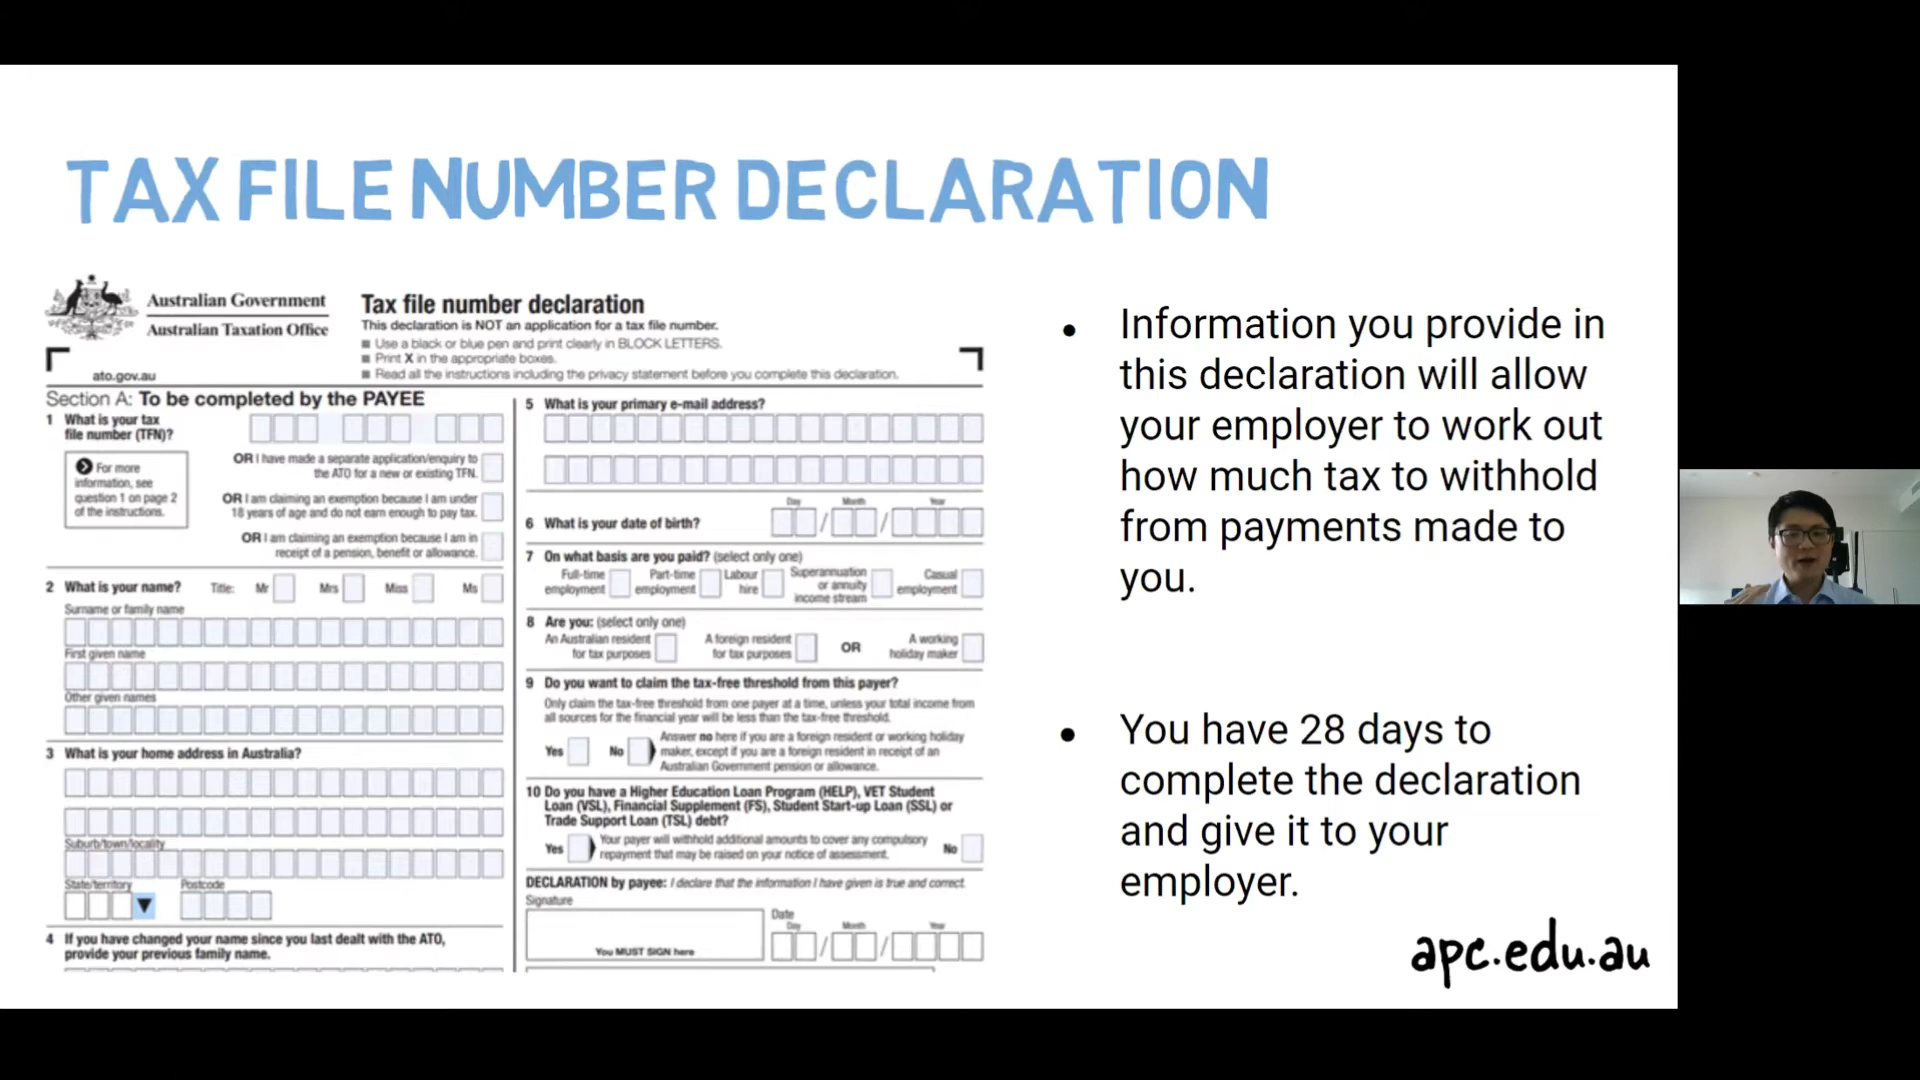 TAX FILE NUMBER DECLARATION
Australian Government
Australian Taxation Office
ato.gov.au
Tax file number declaration
This declaration is NOT an application for a tax file number.
■ Use a black or blue pen and print clearly in BLOCK LETTERS.
■ Print X in the appropriate boxes.
■ Read all the instructions including the privacy statement before you complete this declaration.
Section A: To be completed by the PAYEE
1 What is your tax
file number (TFN)?
For more
information, see
question 1 on page 2
of the instructions.
OR I have made a separate application/enquiry to
the ATO for a new or existing TFN.
OR I am claiming an exemption because I am under
18 years of age and do not earn enough to pay tax.
OR I am claiming an exemption because I am in
receipt of a pension, benefit or allowance.
2 What is your name? Title: Mr Mrs Miss Ms
Surname or family name
First given name
Other given names
3 What is your home address in Australia?
Suburb/town/locality
State/territory Postcode
4 If you have changed your name since you last dealt with the ATO,
provide your previous family name.
5 What is your primary e-mail address?
Day Month Year
6 What is your date of birth? / /
7 On what basis are you paid? (select only one)
Full-time
employment
Part-time
employment
Labour
hire
Superannuation
or annuity
income stream
Casual
employment
8 Are you: (select only one)
An Australian resident
for tax purposes
A foreign resident
for tax purposes
OR
A working
holiday maker
9 Do you want to claim the tax-free threshold from this payer?
Only claim the tax-free threshold from one payer at a time, unless your total income from
all sources for the financial year will be less than the tax-free threshold.
Yes No
Answer no here if you are a foreign resident or working holiday
maker, except if you are a foreign resident in receipt of an
Australian Government pension or allowance.
10 Do you have a Higher Education Loan Program (HELP), VET Student
Loan (VSL), Financial Supplement (FS), Student Start-up Loan (SSL) or
Trade Support Loan (TSL) debt?
Yes
Your payer will withhold additional amounts to cover any compulsory
repayment that may be raised on your notice of assessment.
No
DECLARATION by payee: I declare that the information I have given is true and correct.
Signature
You MUST SIGN here
Date
Day Month Year
/ /
● Information you provide in
this declaration will allow
your employer to work out
how much tax to withhold
from payments made to
you.
● You have 28 days to
complete the declaration
and give it to your
employer.
apc.edu.au